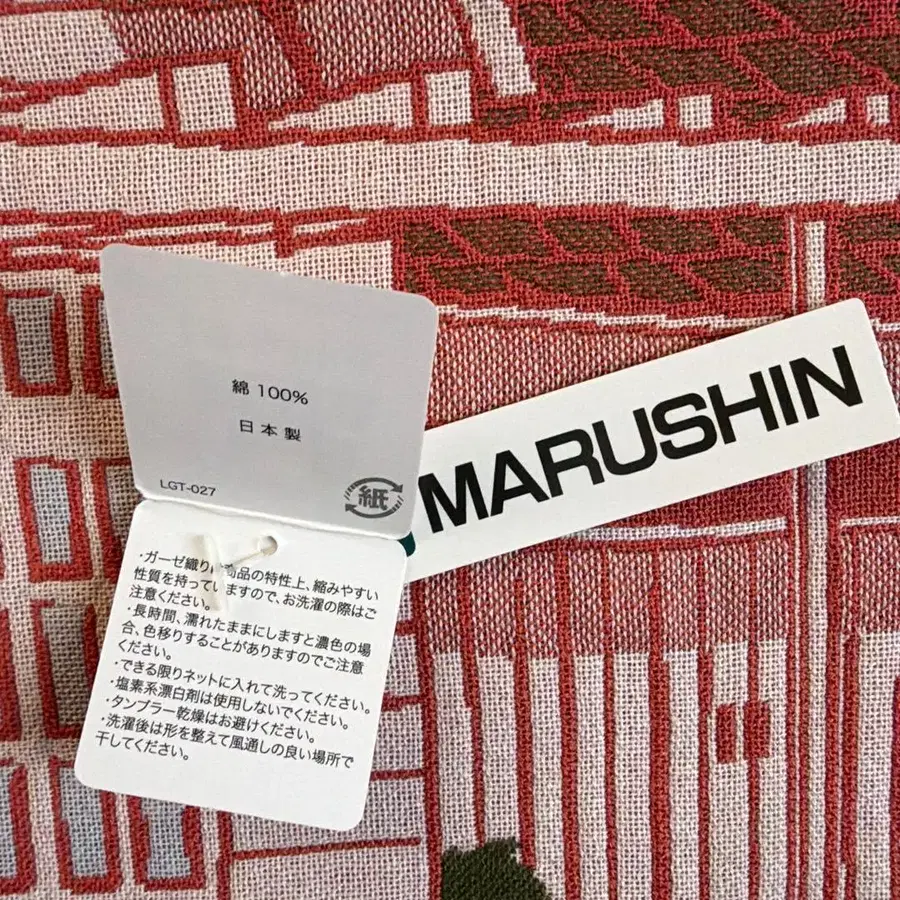 綿 100%
日本製
LGT-027
紙
MARUSHIN
・ガーゼ織り 商品の特性上、縮みやすい
性質を持っていますので、お洗濯の際はご
注意ください。
・長時間、濡れたままにしますと濃色の場
合、色移りすることがありますのでご注意
ください。
・できる限りネットに入れて洗ってください。
・塩素系漂白剤は使用しないでください。
・タンブラー乾燥はお避けください。
・洗濯後は形を整えて風通しの良い場所で
干してください。